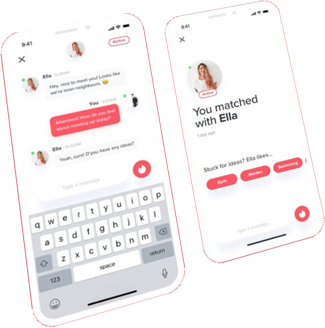 9:41
Active
Ella
Hey, nice to meet you! Looks like
we're town neighbours.
You
Afternoon! How do you feel
about meeting up today?
Ella
Yeah, sure! D'you have any ideas?
Type a message...
q w e r t y u i o p
a s d f g h j k l
z x c v b n m
123
space
return
9:41
Active
You matched
with Ella
1 day ago
Stuck for ideas? Ella likes...
Gym
Movies
Swimming
Type a message...